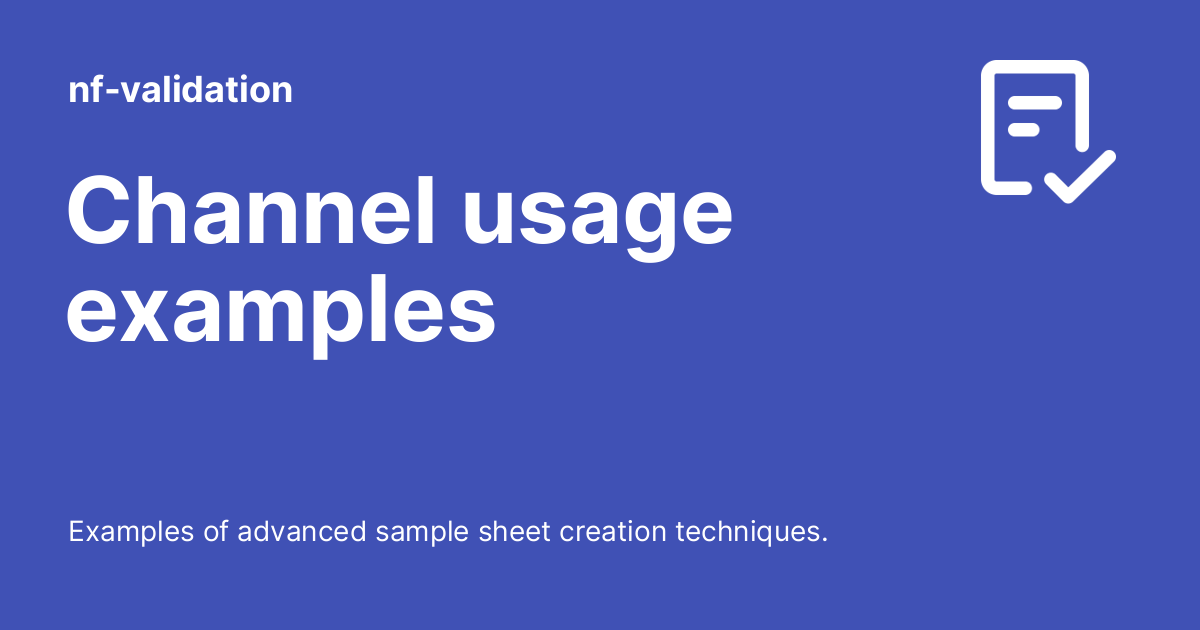 nf-validation
Channel usage
examples
Examples of advanced sample sheet creation techniques.